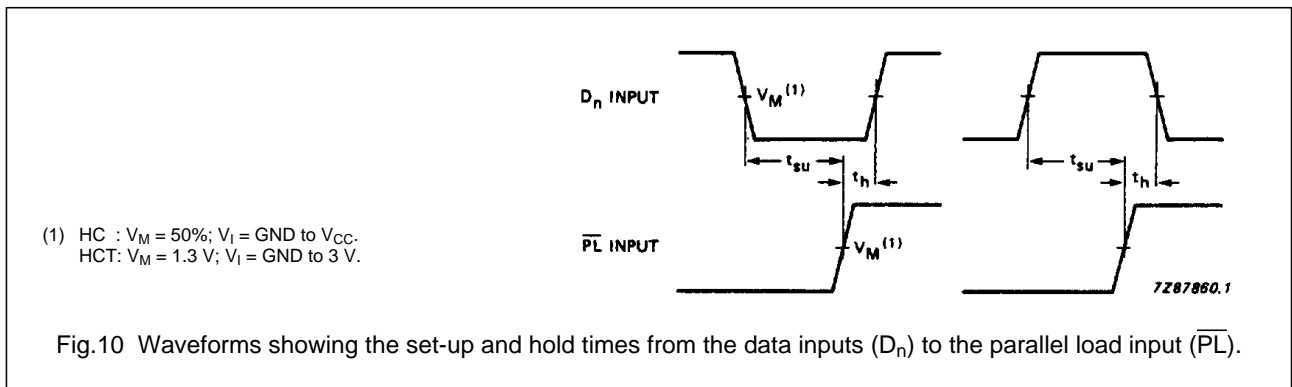 Dn INPUT
VM(1)
tsu
th
tsu
th
(1) HC : VM = 50%; VI = GND to VCC.
HCT: VM = 1.3 V; VI = GND to 3 V.
PL INPUT
VM(1)
7Z87860.1
Fig.10 Waveforms showing the set-up and hold times from the data inputs (Dn) to the parallel load input (PL).